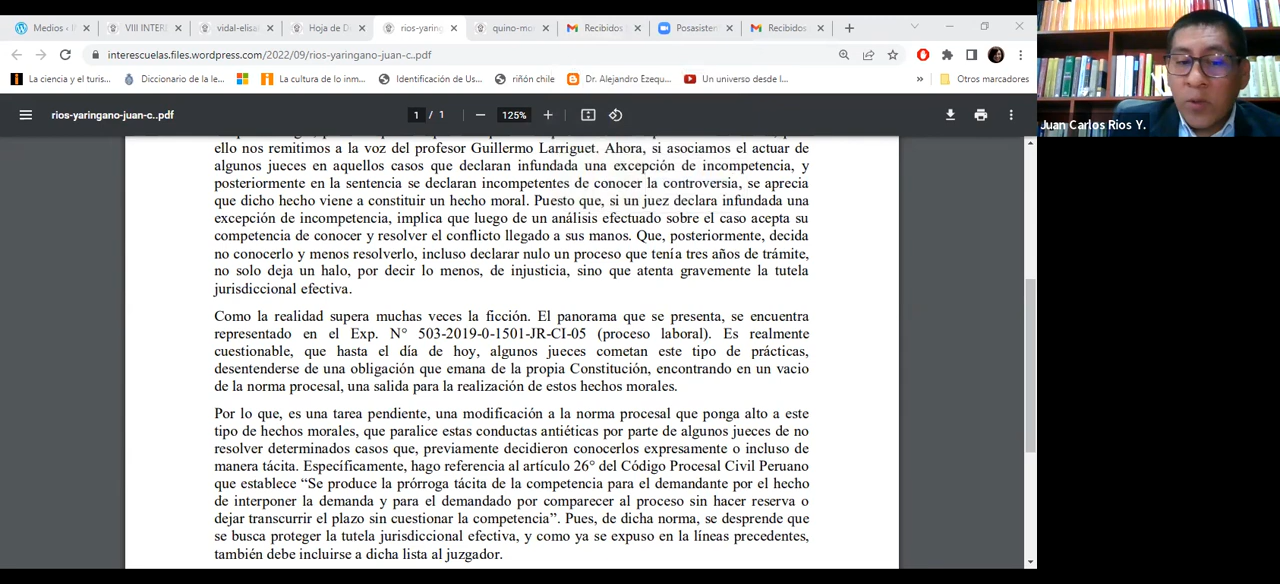 Medios ‹
VIII INTER
vidal-elisa
Hoja de D
rios-yaring
quino-mo
Recibidos
Posasisten
Recibidos
interescuelas.files.wordpress.com/2022/09/rios-yaringano-juan-c..pdf
La ciencia y el turis...
Diccionario de la le...
La cultura de lo inm...
Identificación de Us...
riñón chile
Dr. Alejandro Ezequ...
Un universo desde l...
»
Otros marcadores
rios-yaringano-juan-c..pdf
1 / 1
125%
Juan Carlos Rios Y.
ello nos remitimos a la voz del profesor Guillermo Larriguet. Ahora, si asociamos el actuar de
algunos jueces en aquellos casos que declaran infundada una excepción de incompetencia, y
posteriormente en la sentencia se declaran incompetentes de conocer la controversia, se aprecia
que dicho hecho viene a constituir un hecho moral. Puesto que, si un juez declara infundada una
excepción de incompetencia, implica que luego de un análisis efectuado sobre el caso acepta su
competencia de conocer y resolver el conflicto llegado a sus manos. Que, posteriormente, decida
no conocerlo y menos resolverlo, incluso declarar nulo un proceso que tenía tres años de trámite,
no solo deja un halo, por decir lo menos, de injusticia, sino que atenta gravemente la tutela
jurisdiccional efectiva.
Como la realidad supera muchas veces la ficción. El panorama que se presenta, se encuentra
representado en el Exp. N° 503-2019-0-1501-JR-CI-05 (proceso laboral). Es realmente
cuestionable, que hasta el día de hoy, algunos jueces cometan este tipo de prácticas,
desentenderse de una obligación que emana de la propia Constitución, encontrando en un vacio
de la norma procesal, una salida para la realización de estos hechos morales.
Por lo que, es una tarea pendiente, una modificación a la norma procesal que ponga alto a este
tipo de hechos morales, que paralice estas conductas antiéticas por parte de algunos jueces de no
resolver determinados casos que, previamente decidieron conocerlos expresamente o incluso de
manera tácita. Específicamente, hago referencia al artículo 26° del Código Procesal Civil Peruano
que establece “Se produce la prórroga tácita de la competencia para el demandante por el hecho
de interponer la demanda y para el demandado por comparecer al proceso sin hacer reserva o
dejar transcurrir el plazo sin cuestionar la competencia”. Pues, de dicha norma, se desprende que
se busca proteger la tutela jurisdiccional efectiva, y como ya se expuso en la líneas precedentes,
también debe incluirse a dicha lista al juzgador.